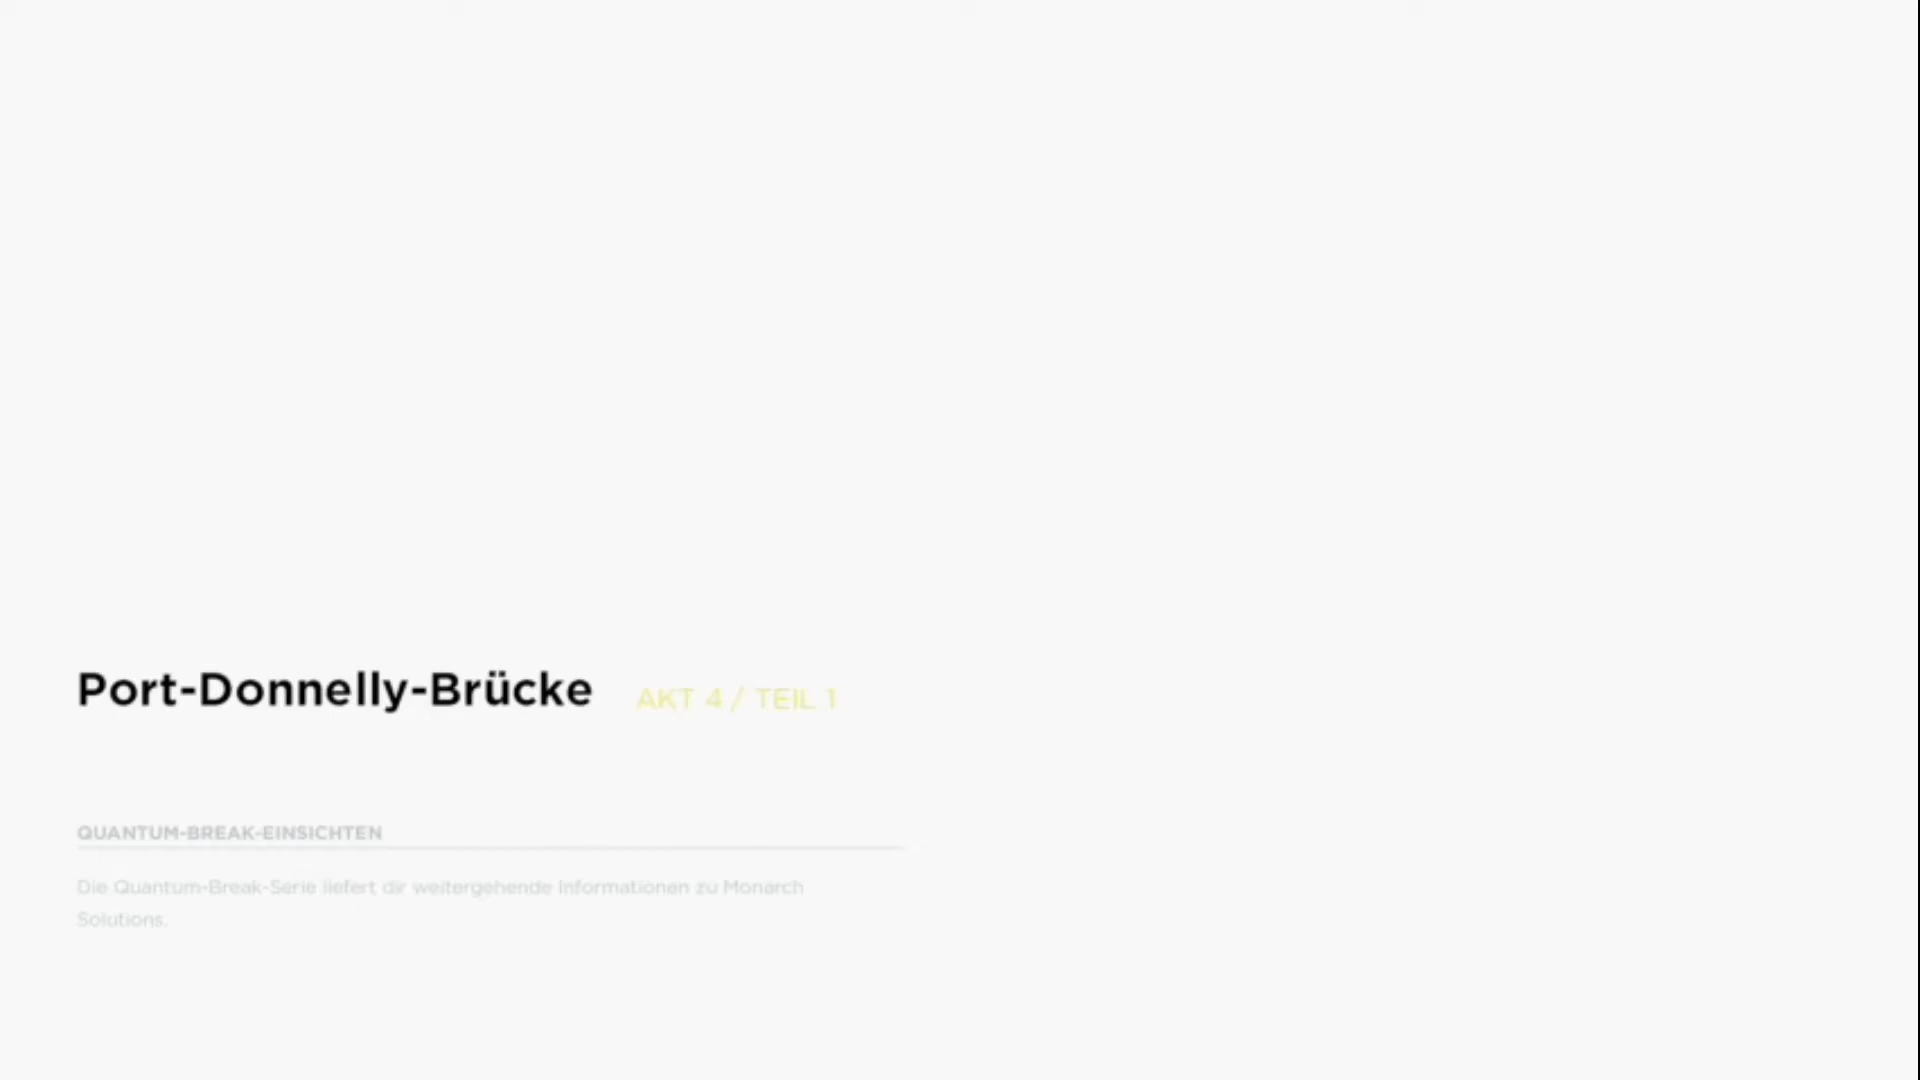 Port-Donnelly-Brücke AKT 4 / TEIL 1
QUANTUM-BREAK-EINSICHTEN
Die Quantum-Break-Serie liefert dir weitergehende Informationen zu Monarch
Solutions.